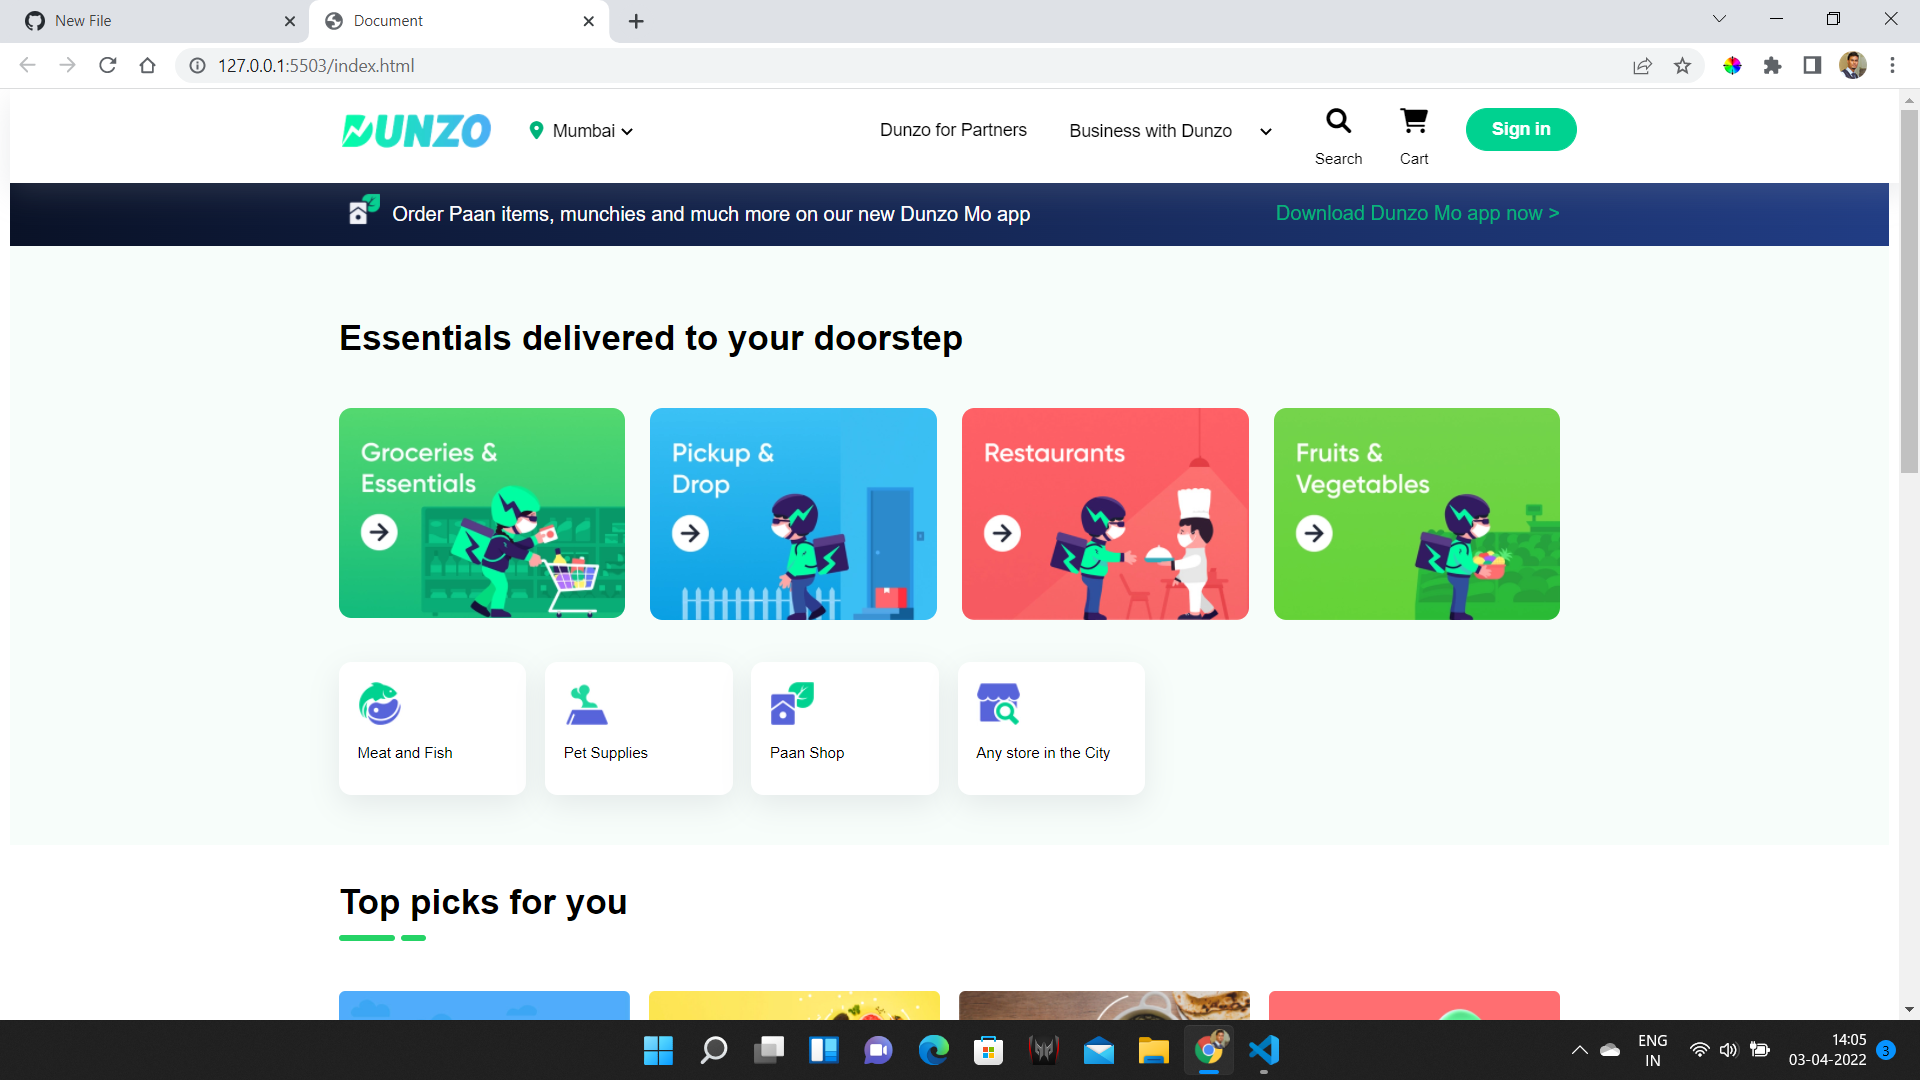 New File
Document
127.0.0.1:5503/index.html
DUNZO
Mumbai
Dunzo for Partners
Business with Dunzo
Search
Cart
Sign in
Order Paan items, munchies and much more on our new Dunzo Mo app
Download Dunzo Mo app now >
Essentials delivered to your doorstep
Groceries &
Essentials
Pickup &
Drop
Restaurants
Fruits &
Vegetables
Meat and Fish
Pet Supplies
Paan Shop
Any store in the City
Top picks for you
ENG
IN
14:05
03-04-2022
3